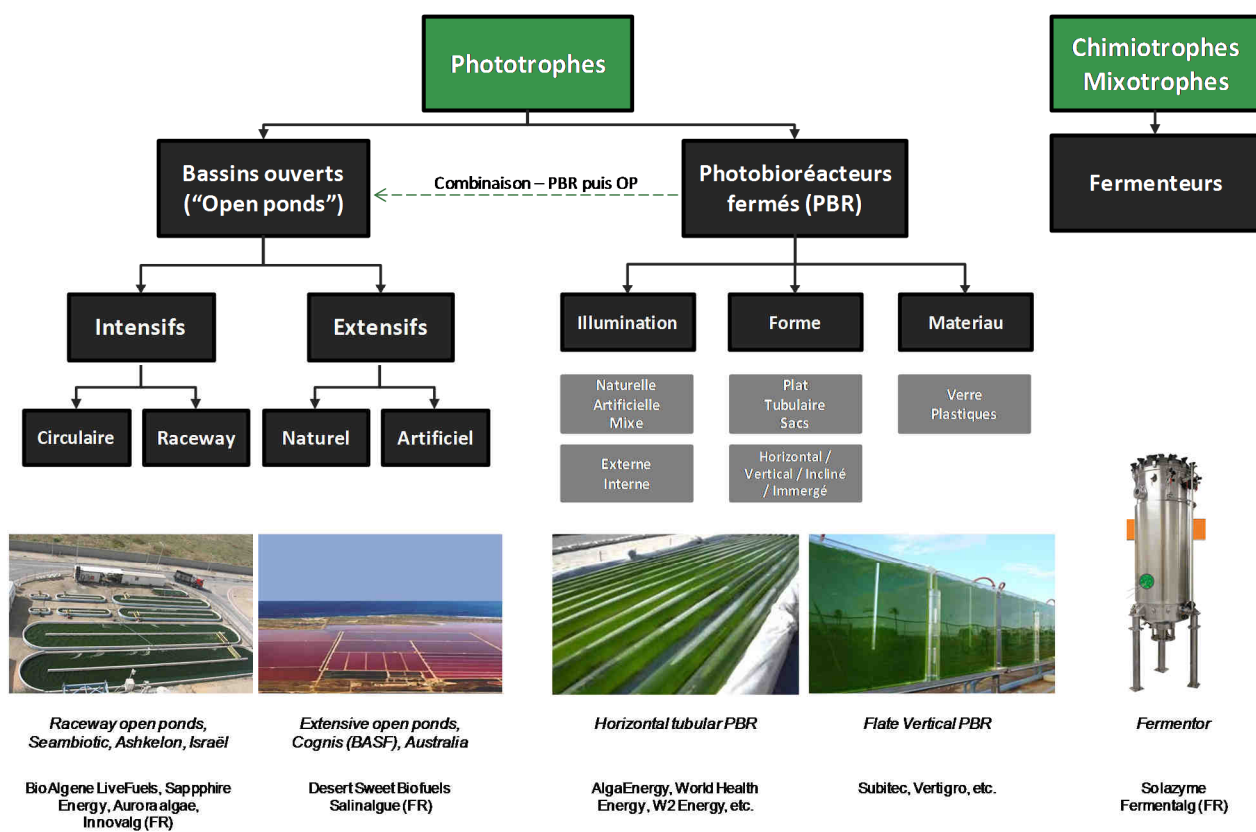 Phototrophes
Chimiotrophes
Mixotrophes
Bassins ouverts
(“Open ponds”)
Combinaison – PBR puis OP
Photobioréacteurs
fermés (PBR)
Fermenteurs
Intensifs
Extensifs
Illumination
Forme
Materiau
Naturelle
Artificielle
Mixe
Plat
Tubulaire
Sacs
Verre
Plastiques
Circulaire
Raceway
Naturel
Artificiel
Externe
Interne
Horizontal /
Vertical / Incliné
/ Immergé
Raceway open ponds,
Seambiotic, Ashkelon, Israël
Extensive open ponds,
Cognis (BASF), Australia
Horizontal tubular PBR
Flate Vertical PBR
Fermentor
BioAlgene LiveFuels, Sappphire
Energy, Aurora algae,
Innovalg (FR)
Desert Sweet Biofuels
Salinalgue (FR)
AlgaEnergy, World Health
Energy, W2 Energy, etc.
Subitec, Vertigro, etc.
Solazyme
Fermentalg (FR)